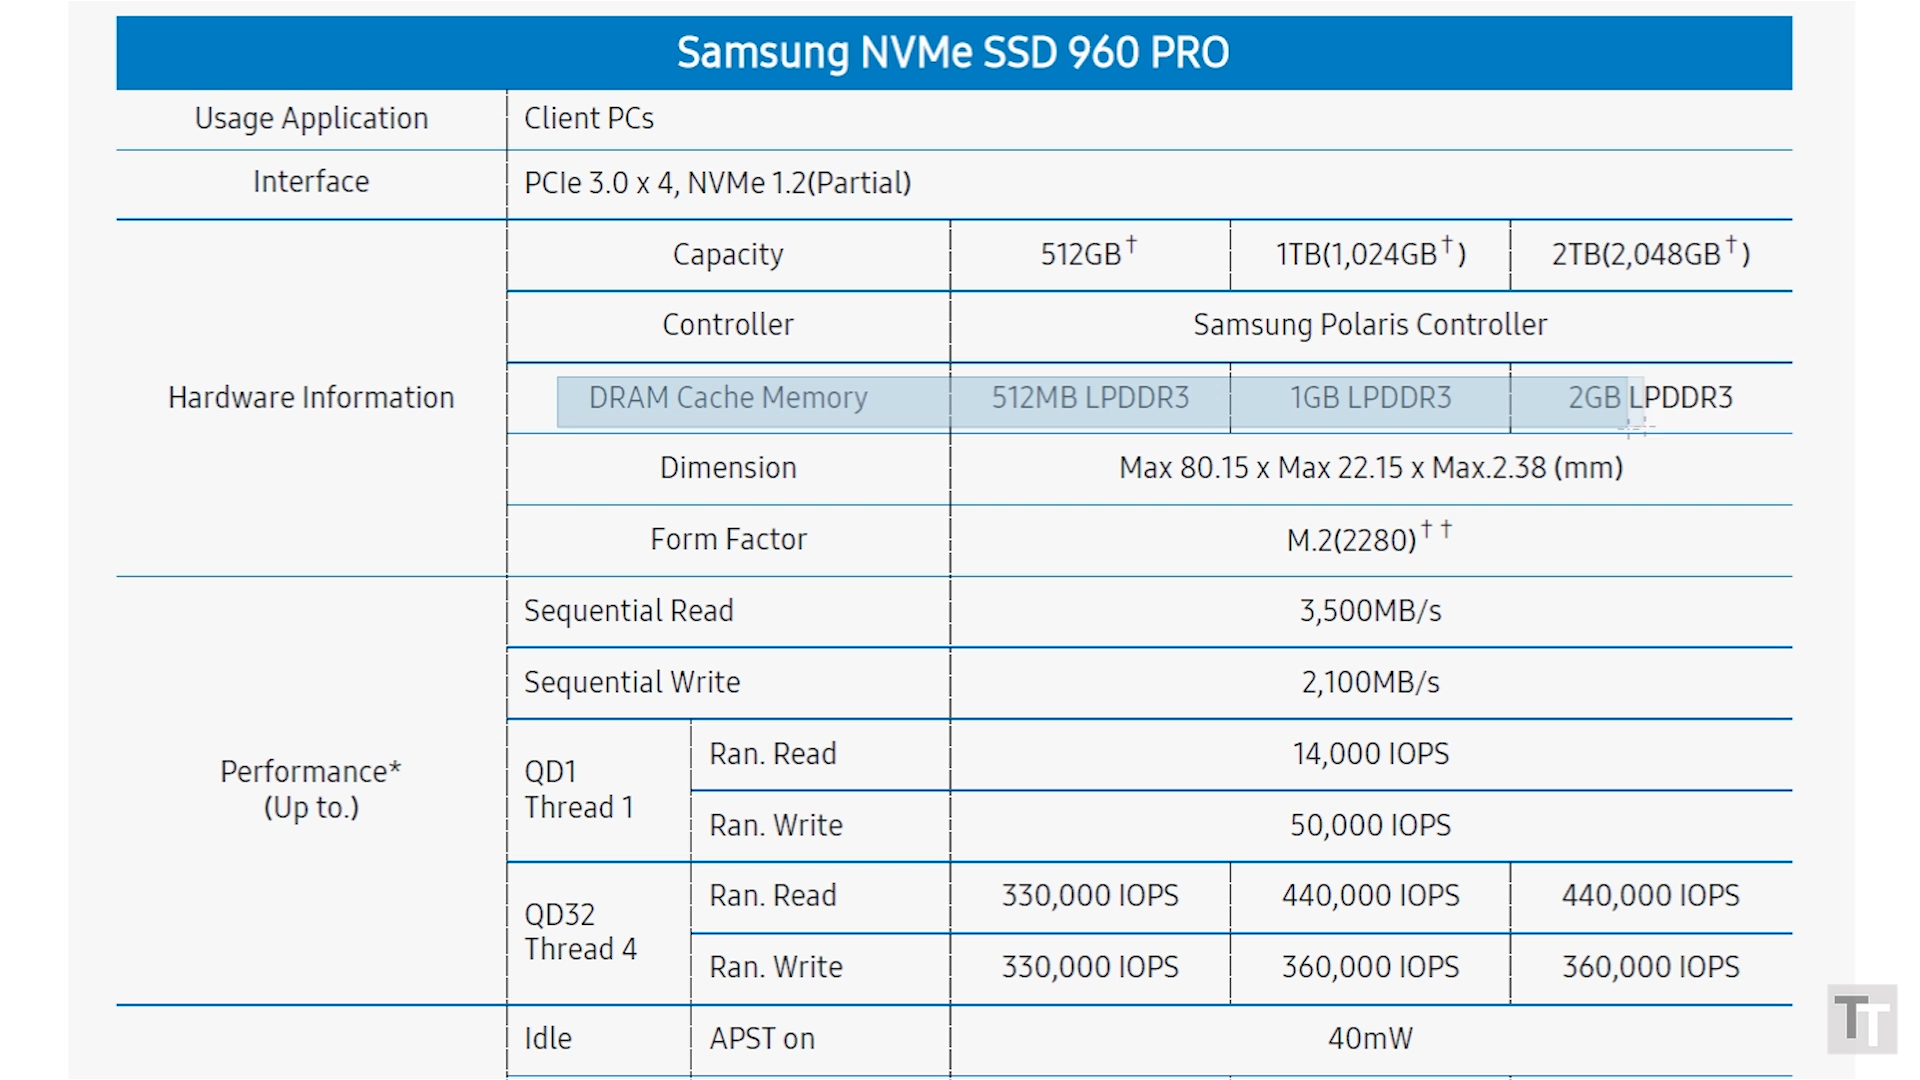 Samsung NVMe SSD 960 PRO
Usage Application Client PCs
Interface PCIe 3.0 x 4, NVMe 1.2(Partial)
Hardware Information
Capacity 512GB† 1TB(1,024GB†) 2TB(2,048GB†)
Controller Samsung Polaris Controller
DRAM Cache Memory 512MB LPDDR3 1GB LPDDR3 2GB LPDDR3
Dimension Max 80.15 x Max 22.15 x Max.2.38 (mm)
Form Factor M.2(2280)††
Performance*
(Up to.)
Sequential Read 3,500MB/s
Sequential Write 2,100MB/s
QD1
Thread 1
Ran. Read 14,000 IOPS
Ran. Write 50,000 IOPS
QD32
Thread 4
Ran. Read 330,000 IOPS 440,000 IOPS 440,000 IOPS
Ran. Write 330,000 IOPS 360,000 IOPS 360,000 IOPS
Idle APST on 40mW
TT